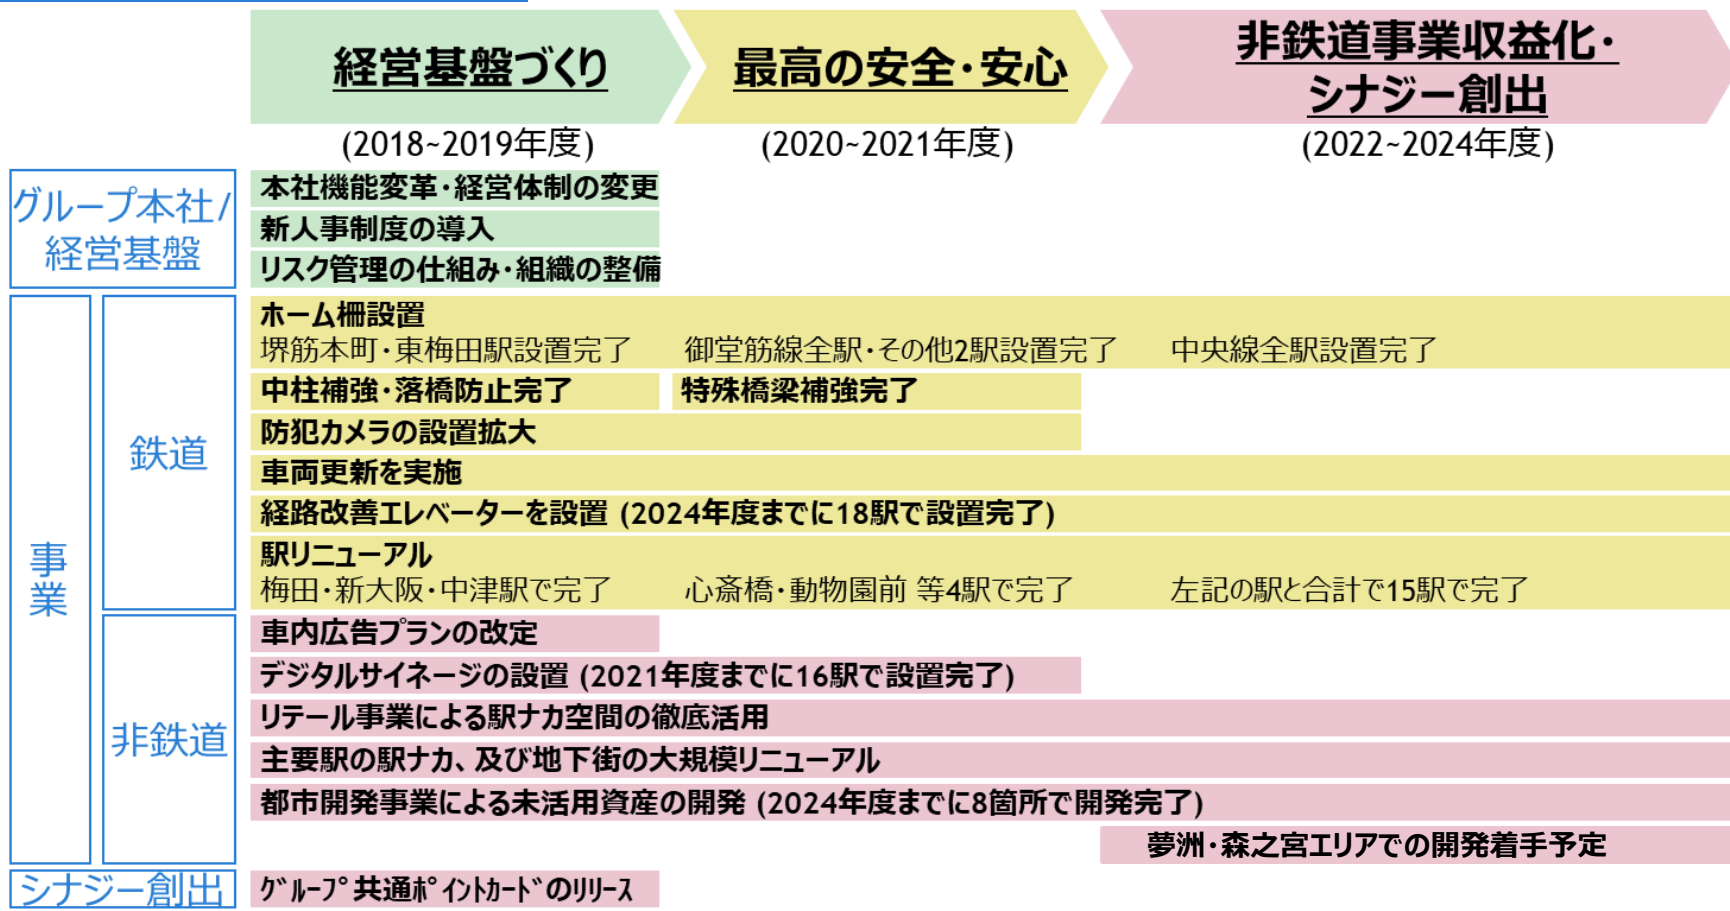 経営基盤づくり
最高の安全・安心
非鉄道事業収益化・
シナジー創出
(2018~2019年度)
(2020~2021年度)
(2022~2024年度)
グループ本社/
経営基盤
本社機能変革・経営体制の変更
新人事制度の導入
リスク管理の仕組み・組織の整備
事業
鉄道
ホーム柵設置
堺筋本町・東梅田駅設置完了
御堂筋線全駅・その他2駅設置完了
中央線全駅設置完了
中柱補強・落橋防止完了
特殊橋梁補強完了
防犯カメラの設置拡大
車両更新を実施
経路改善エレベーターを設置 (2024年度までに18駅で設置完了)
駅リニューアル
梅田・新大阪・中津駅で完了
心斎橋・動物園前 等4駅で完了
左記の駅と合計で15駅で完了
非鉄道
車内広告プランの改定
デジタルサイネージの設置 (2021年度までに16駅で設置完了)
リテール事業による駅ナカ空間の徹底活用
主要駅の駅ナカ、及び地下街の大規模リニューアル
都市開発事業による未活用資産の開発 (2024年度までに8箇所で開発完了)
夢洲・森之宮エリアでの開発着手予定
シナジー創出
ｸﾞﾙｰﾌﾟ共通ﾎﾟｲﾝﾄｶｰﾄﾞのﾘﾘｰｽ